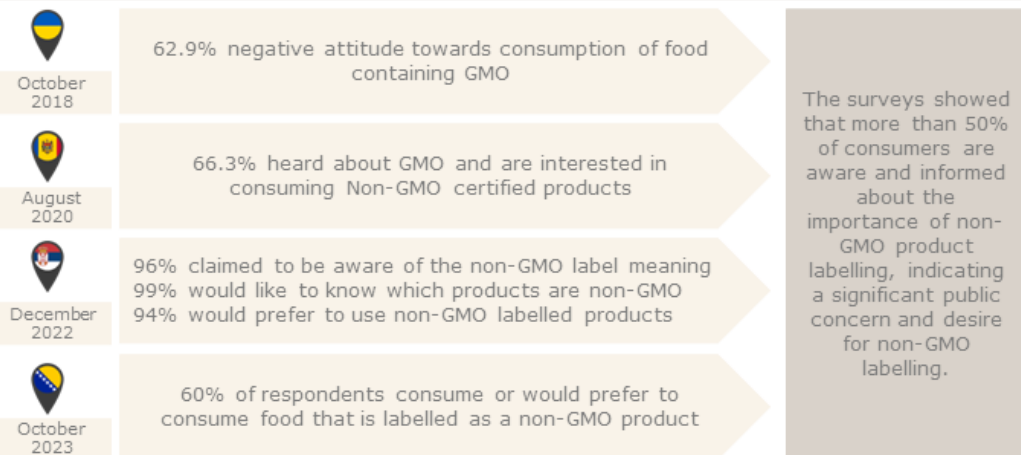 62.9% negative attitude towards consumption of food
containing GMO
October
2018
66.3% heard about GMO and are interested in
consuming Non-GMO certified products
August
2020
96% claimed to be aware of the non-GMO label meaning
99% would like to know which products are non-GMO
94% would prefer to use non-GMO labelled products
December
2022
60% of respondents consume or would prefer to
consume food that is labelled as a non-GMO product
October
2023
The surveys showed
that more than 50%
of consumers are
aware and informed
about the
importance of non-
GMO product
labelling, indicating
a significant public
concern and desire
for non-GMO
labelling.